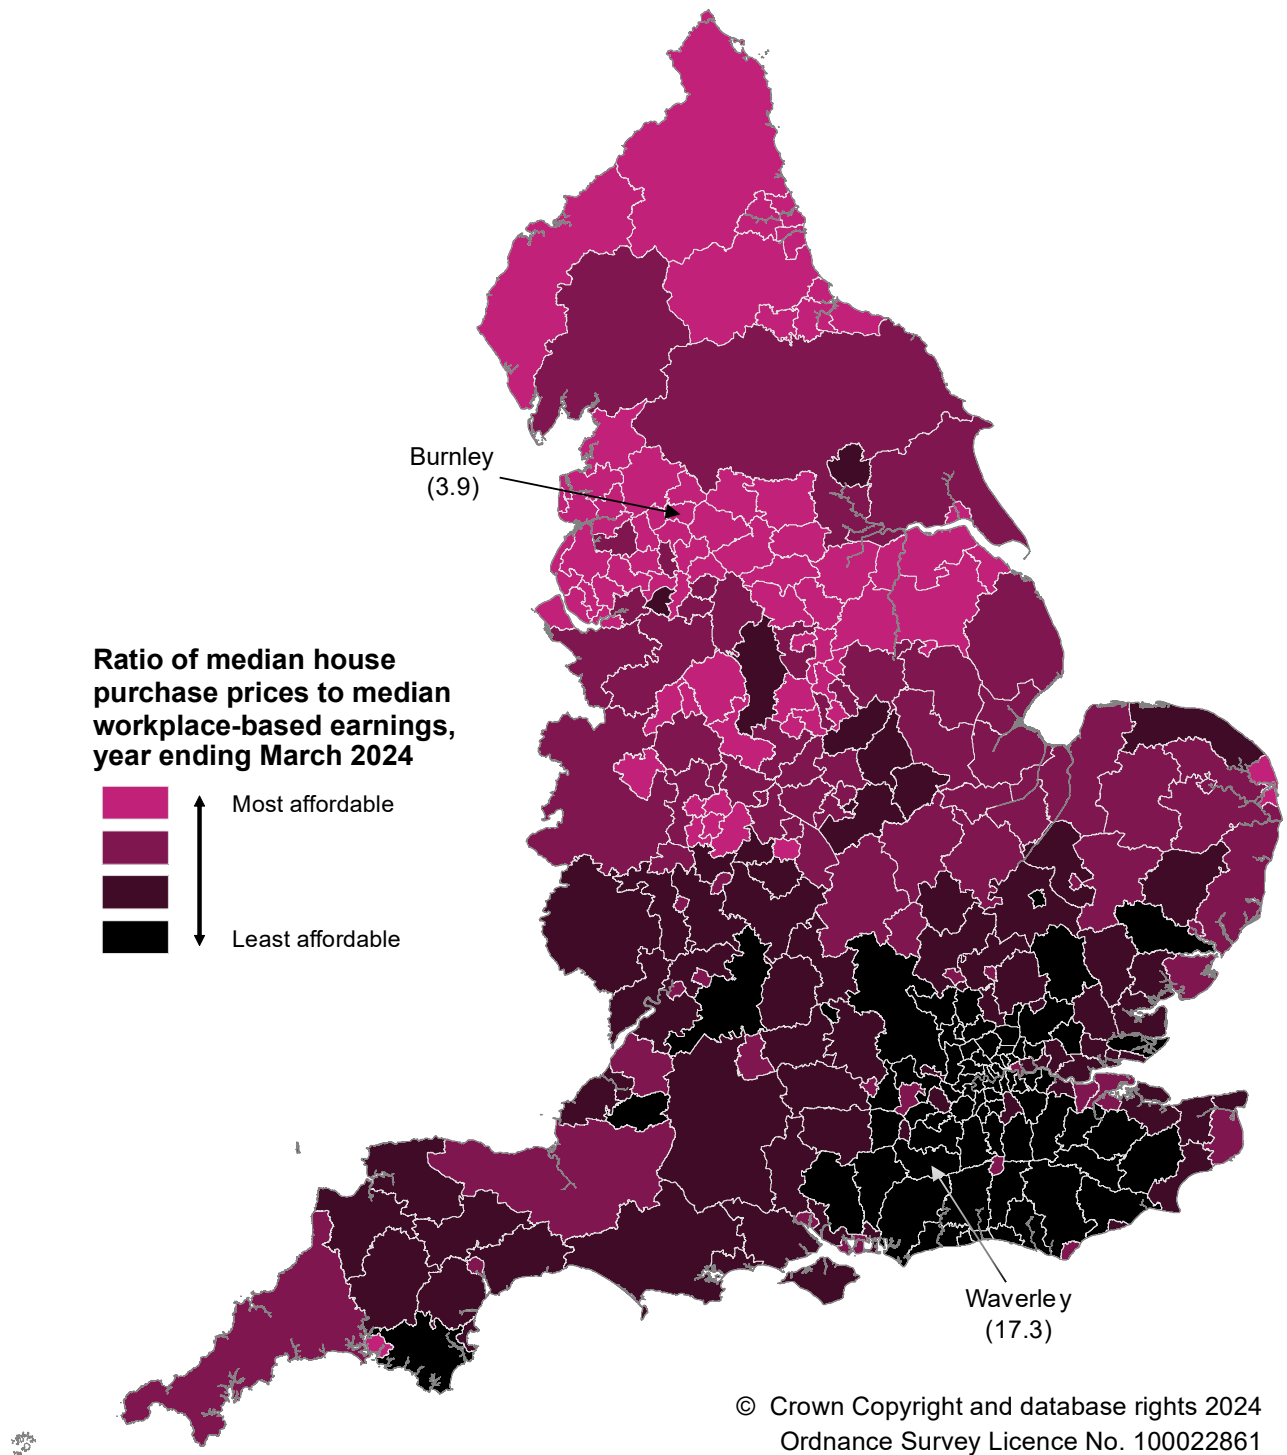 Burnley
(3.9)
Ratio of median house
purchase prices to median
workplace-based earnings,
year ending March 2024
Most affordable
Least affordable
Waverley
(17.3)
© Crown Copyright and database rights 2024
Ordnance Survey Licence No. 100022861